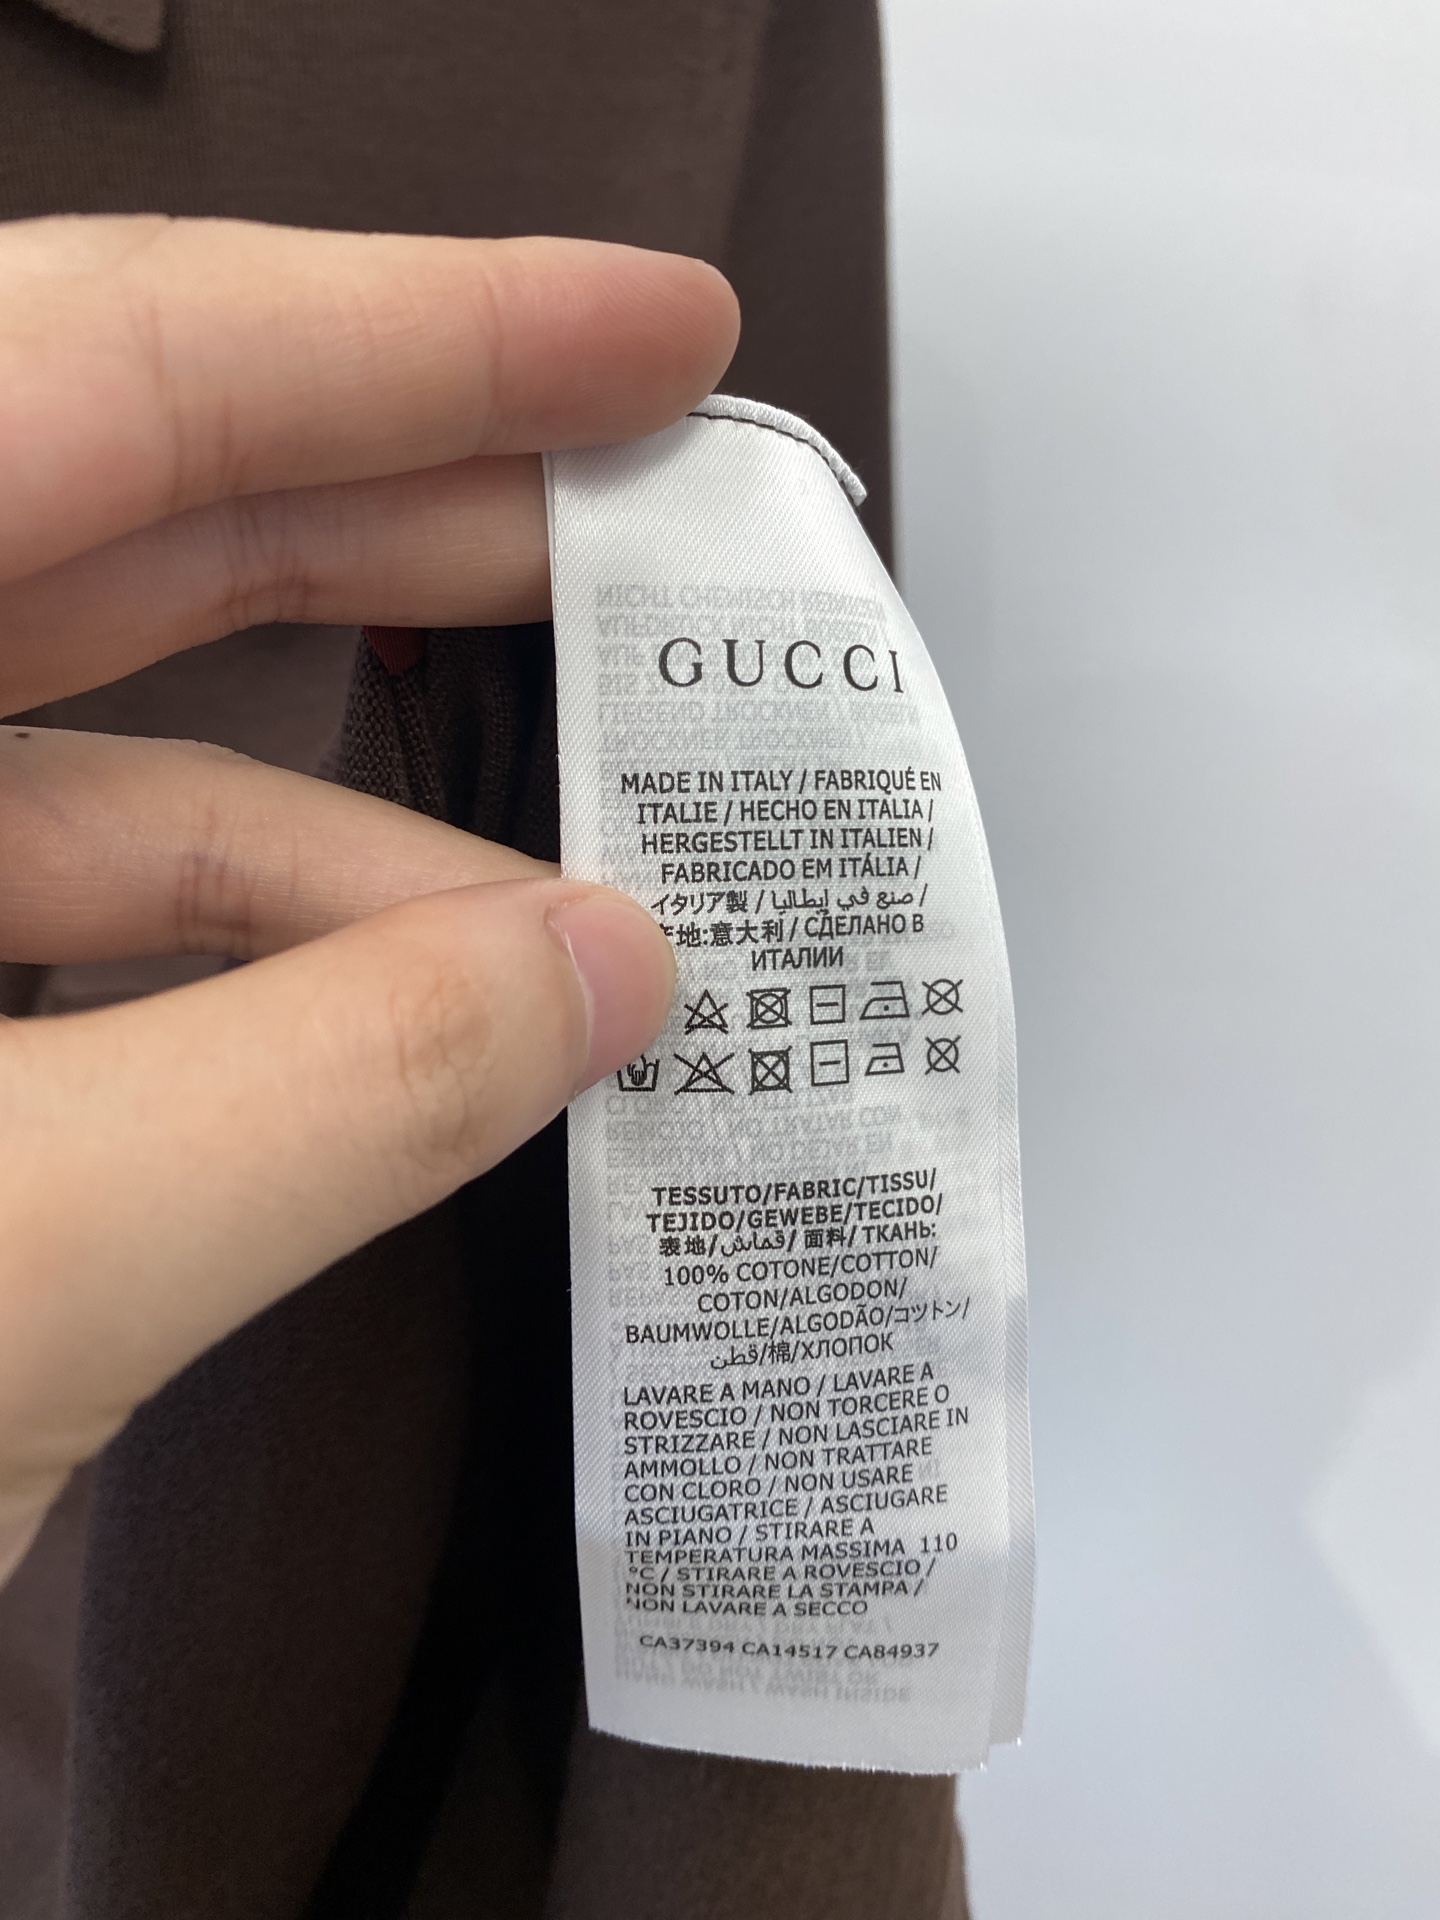 GUCCI
MADE IN ITALY / FABRIQUÉ EN
ITALIE / HECHO EN ITALIA /
HERGESTELLT IN ITALIEN /
FABRICADO EM ITÁLIA /
イタリア製 / صنع في إيطاليا /
地:意大利 / СДЕЛАНО В
ИТАЛИИ
TESSUTO/FABRIC/TISSU/
TEJIDO/GEWEBE/TECIDO/
表地/قماش/ 面料/ ТКАНЬ:
100% COTONE/COTTON/
COTON/ALGODON/
BAUMWOLLE/ALGODÃO/コットン/
قطن/棉/ХЛОПОК
LAVARE A MANO / LAVARE A
ROVESCIO / NON TORCERE O
STRIZZARE / NON LASCIARE IN
AMMOLLO / NON TRATTARE
CON CLORO / NON USARE
ASCIUGATRICE / ASCIUGARE
IN PIANO / STIRARE A
TEMPERATURA MASSIMA 110
°C / STIRARE A ROVESCIO /
NON STIRARE LA STAMPA /
NON LAVARE A SECCO
CA37394 CA14517 CA84937